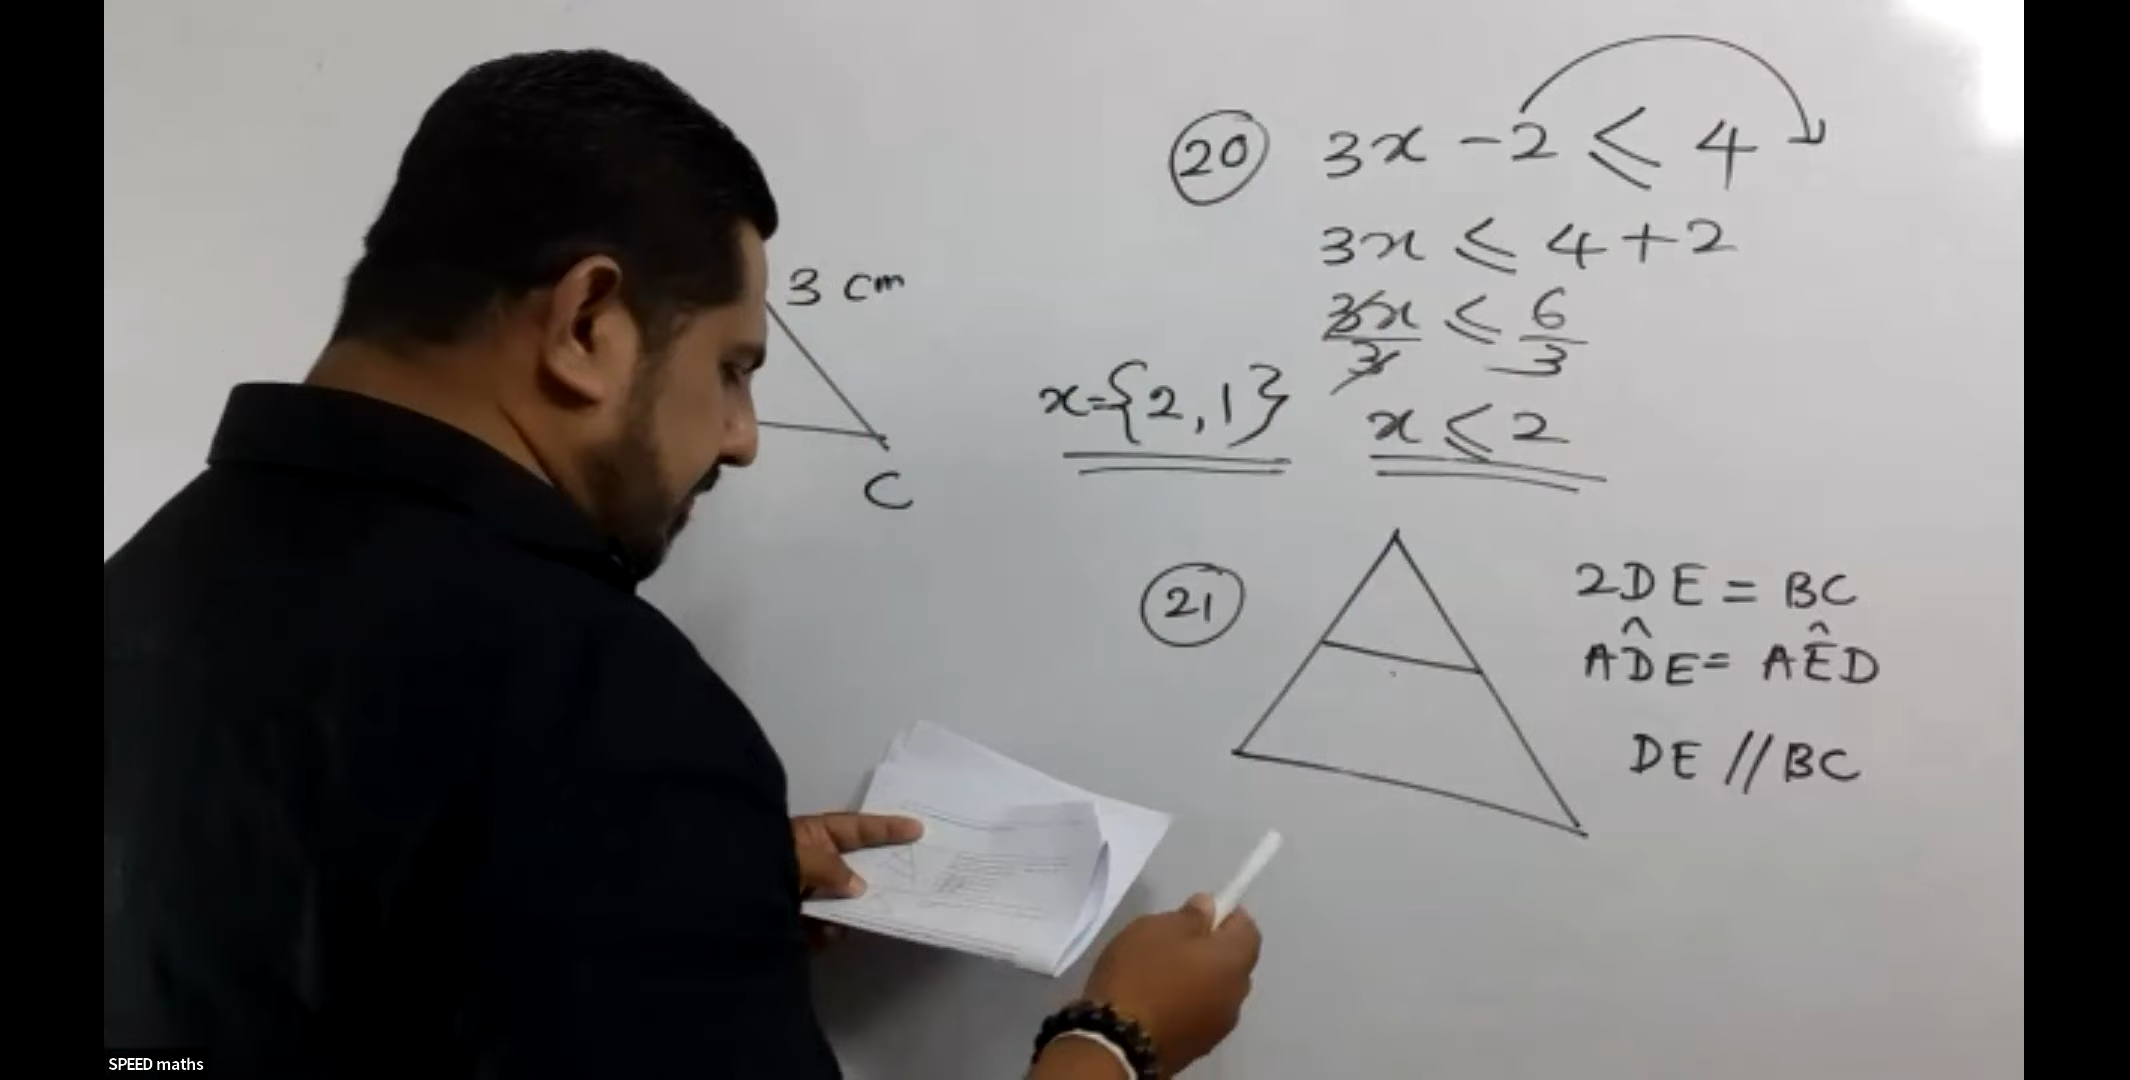 3 cm
C
20 3x - 2 ≤ 4
3x ≤ 4 + 2
3x/3 ≤ 6/3
x = {2, 1} x ≤ 2
21
2DE = BC
AD̂E = AÊD
DE // BC
SPEED maths